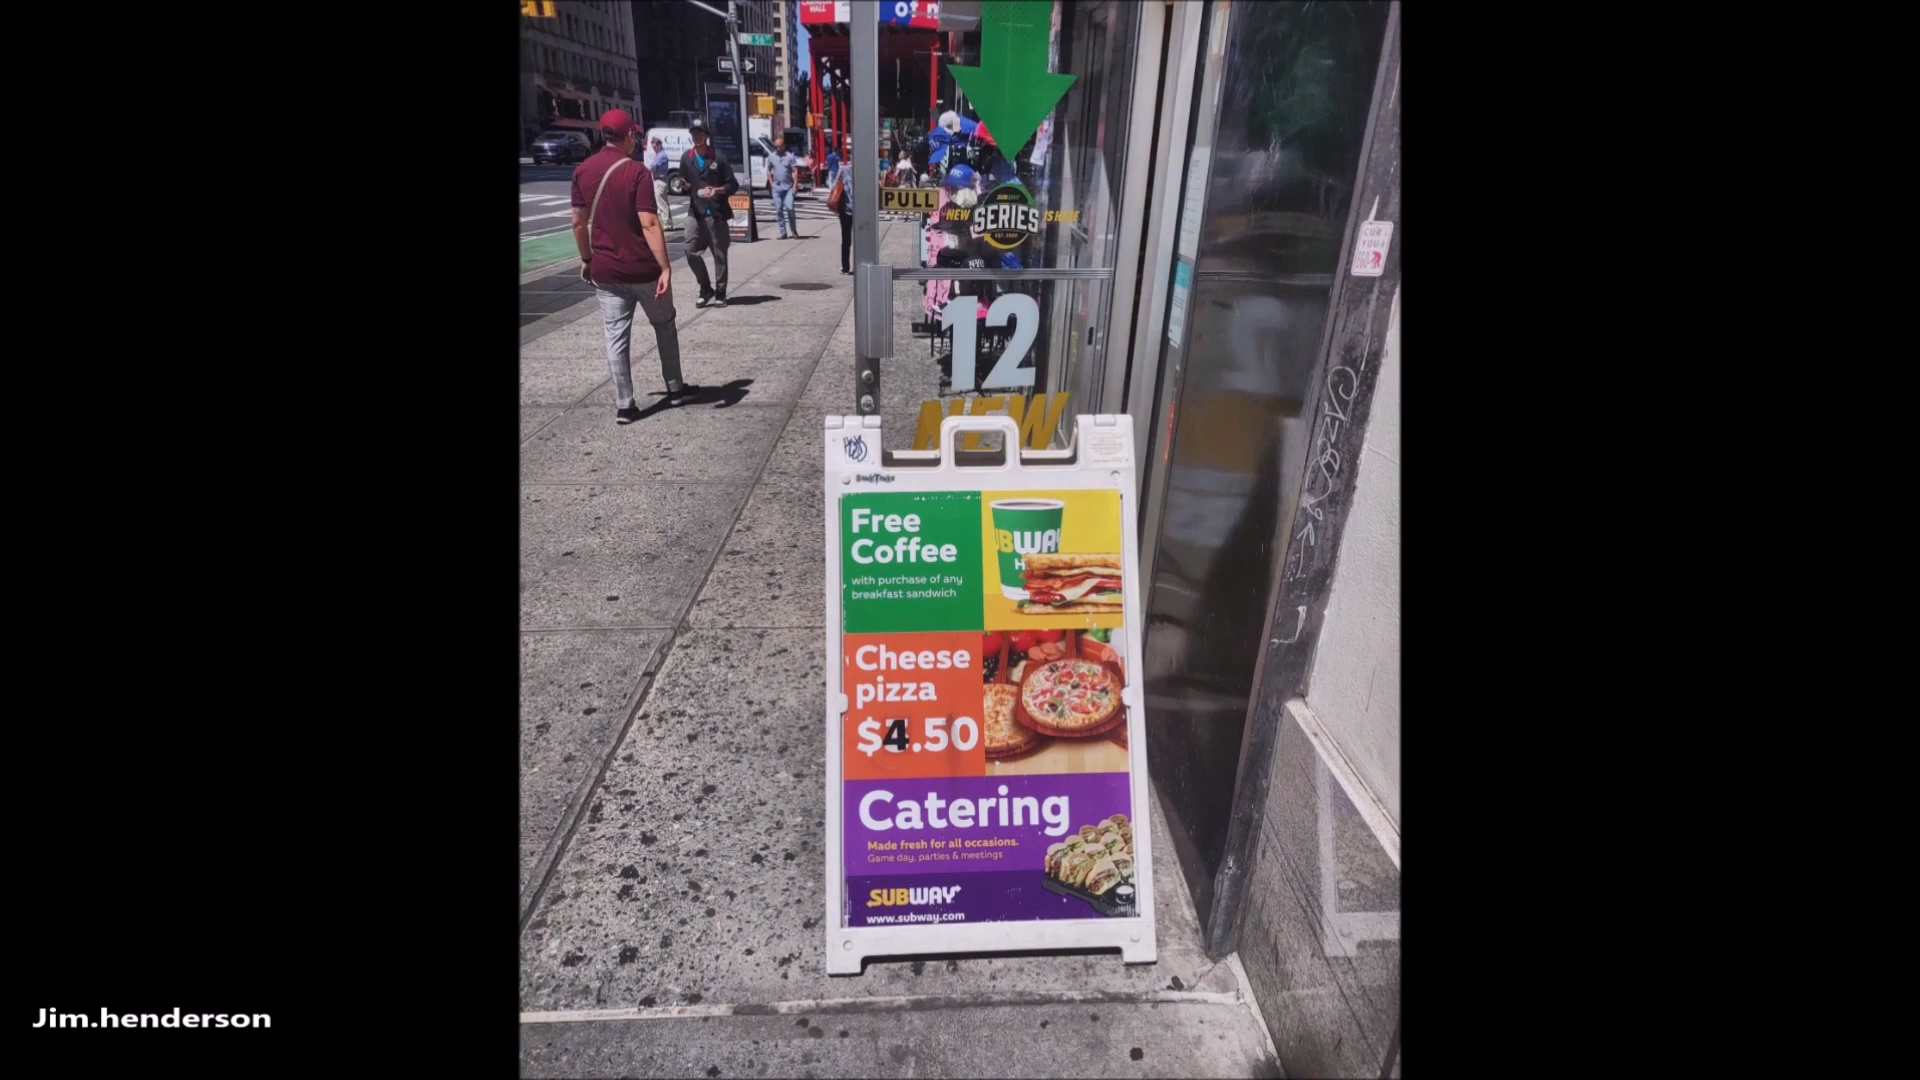 of n
PULL
NEW
SUBWAY
SERIES
12
NEW
Free
Coffee
with purchase of any
breakfast sandwich
Cheese
pizza
$4.50
Catering
Made fresh for all occasions.
Game day, parties & meetings
SUBWAY
www.subway.com
Jim.henderson